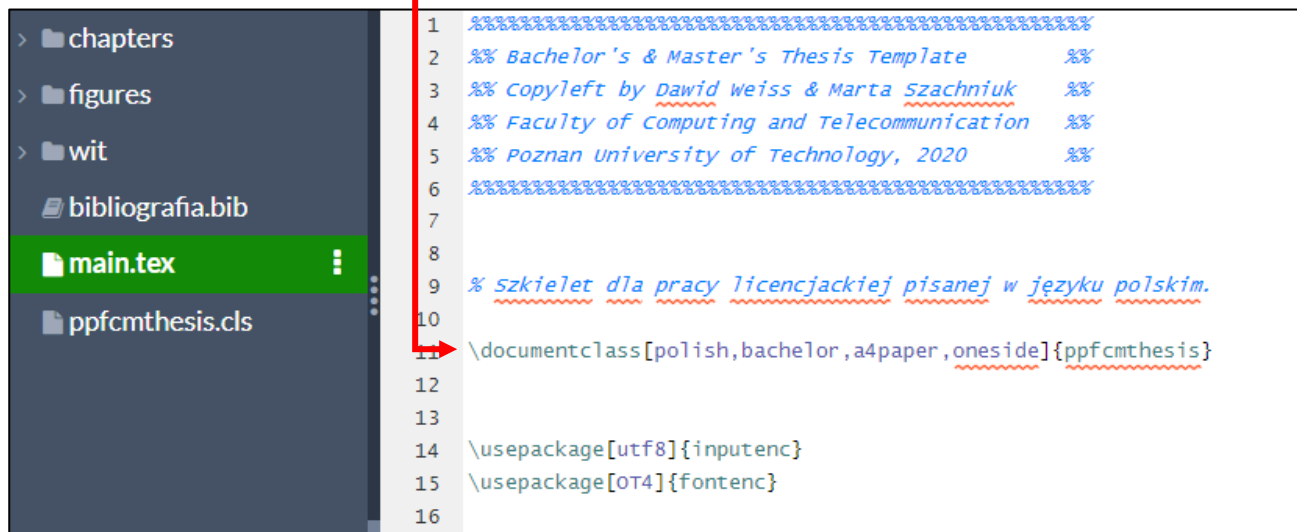 chapters
figures
wit
bibliografia.bib
main.tex
ppfcmthesis.cls
1 %%%%%%%%%%%%%%%%%%%%%%%%%%%%%%%%%%%%%%%%%%%%%%%%%
2 %% Bachelor's & Master's Thesis Template %%
3 %% Copyleft by Dawid Weiss & Marta Szachniuk %%
4 %% Faculty of Computing and Telecommunication %%
5 %% Poznan University of Technology, 2020 %%
6 %%%%%%%%%%%%%%%%%%%%%%%%%%%%%%%%%%%%%%%%%%%%%%%%%
7
8
9 % Szkielet dla pracy licencjackiej pisanej w języku polskim.
10
11 \documentclass[polish,bachelor,a4paper,oneside]{ppfcmthesis}
12
13
14 \usepackage[utf8]{inputenc}
15 \usepackage[OT4]{fontenc}
16